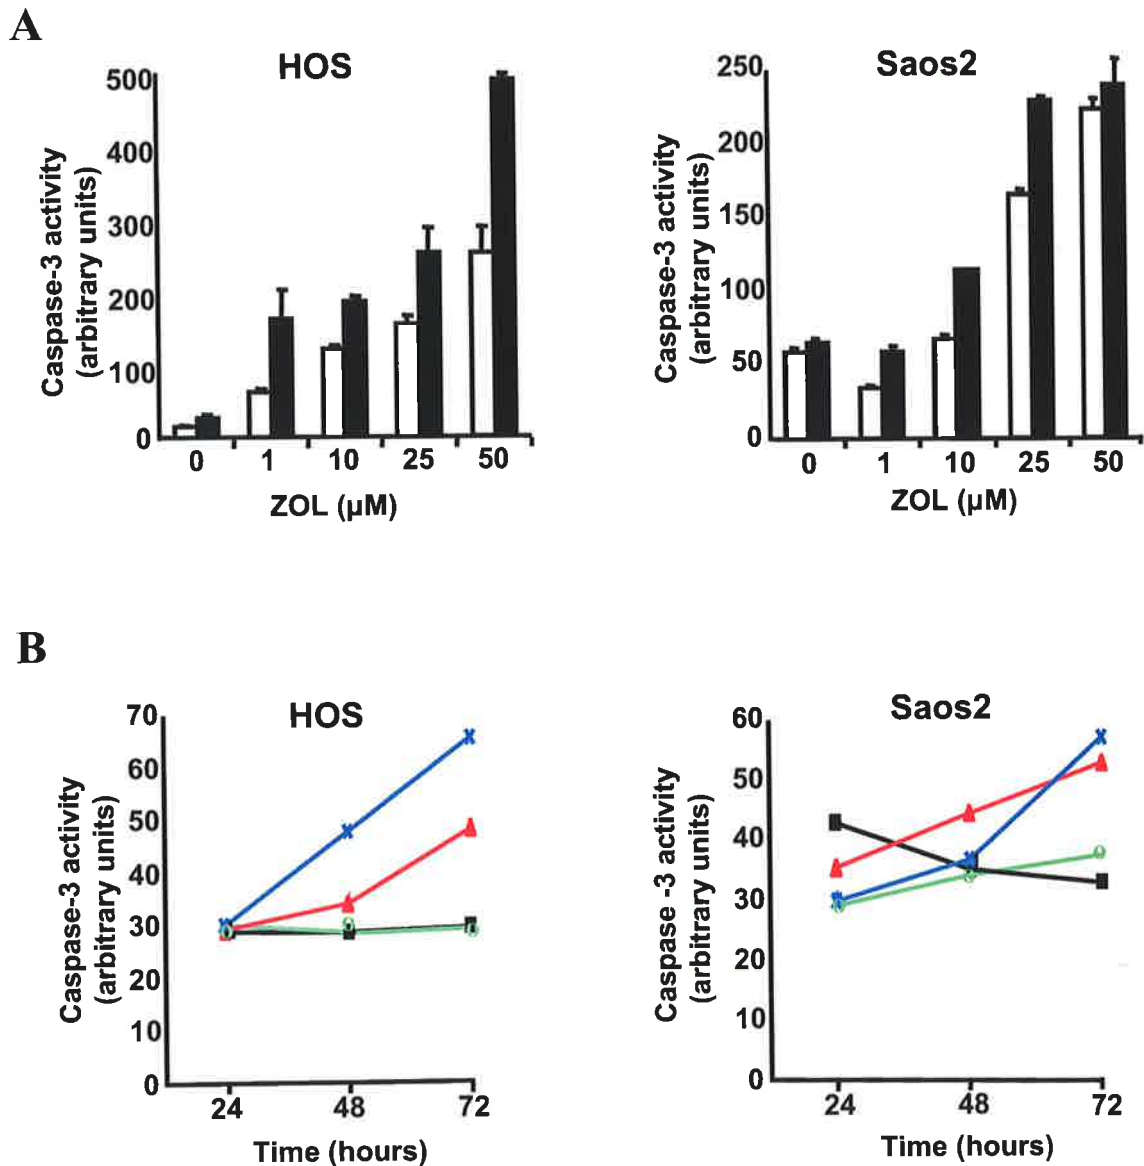 A
HOS
Caspase-3 activity
(arbitrary units)
500
400
300
200
100
0
0 1 10 25 50
ZOL (µM)
Saos2
Caspase-3 activity
(arbitrary units)
250
200
150
100
50
0
0 1 10 25 50
ZOL (µM)
B
HOS
Caspase-3 activity
(arbitrary units)
70
60
50
40
30
20
10
0
24 48 72
Time (hours)
Saos2
Caspase -3 activity
(arbitrary units)
60
50
40
30
20
10
0
24 48 72
Time (hours)